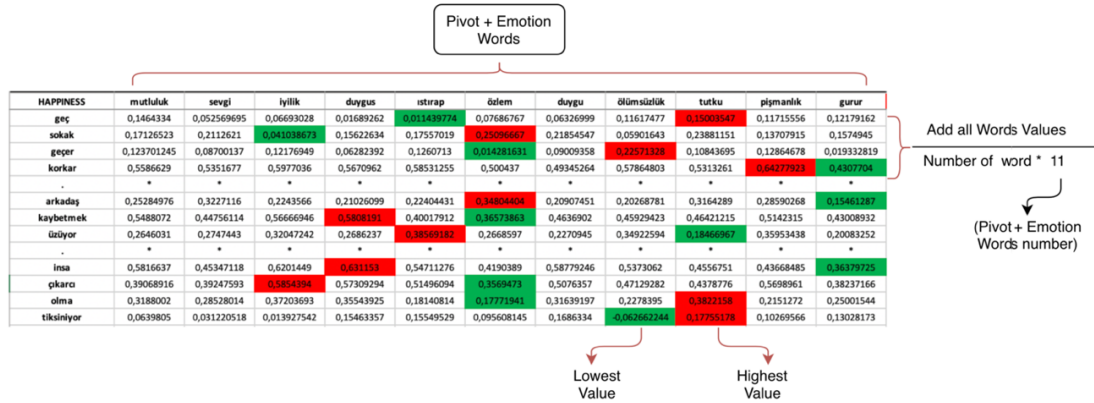 Pivot + Emotion
Words
HAPPINESS mutluluk sevgi iyilik duygus ıstırap özlem duygu ölümsüzlük tutku pişmanlık gurur
geç 0,1464334 0,052569695 0,06693028 0,01689262 0,011439774 0,07686767 0,06326999 0,11617477 0,15003547 0,11715556 0,12179162
sokak 0,17126523 0,2112621 0,041038673 0,15622634 0,17557019 0,25096667 0,21854547 0,05901643 0,23881151 0,13707915 0,1574945
geçer 0,123701245 0,08700137 0,12176949 0,06282392 0,1260713 0,014281631 0,09009358 0,22571328 0,10843695 0,12864678 0,019332819
korkar 0,5586629 0,5351677 0,5977036 0,5670962 0,58531255 0,500437 0,49345264 0,57864803 0,5313261 0,64277923 0,4307704
. * * * * * * * * * * *
arkadaş 0,25284976 0,3227116 0,2243566 0,21026099 0,22404431 0,34804404 0,20907451 0,20268781 0,3164289 0,28590268 0,15461287
kaybetmek 0,5488072 0,44756114 0,56666946 0,5808191 0,40017912 0,36573863 0,4636902 0,45929423 0,46421215 0,5142315 0,43008932
üzüyor 0,2646031 0,2747443 0,32047242 0,2686237 0,38569182 0,2668597 0,2270945 0,34922594 0,18466967 0,35953438 0,20083252
. * * * * * * * * * * *
insa 0,5816637 0,45347118 0,6201449 0,631153 0,54711276 0,4190389 0,58779246 0,5373062 0,4556751 0,43668485 0,36379725
çıkarcı 0,39068916 0,39247593 0,5854394 0,57309294 0,51496094 0,3569473 0,5076357 0,47129282 0,4378776 0,5698961 0,38237166
olma 0,3188002 0,28528014 0,37203693 0,35543925 0,18140814 0,17771941 0,31639197 0,2278395 0,3822158 0,2151272 0,25001544
tiksiniyor 0,0639805 0,031220518 0,013927542 0,15463357 0,15549529 0,095608145 0,1686334 -0,062662244 0,17755178 0,10269566 0,13028173
Add all Words Values
Number of word * 11
(Pivot + Emotion
Words number)
Lowest
Value
Highest
Value